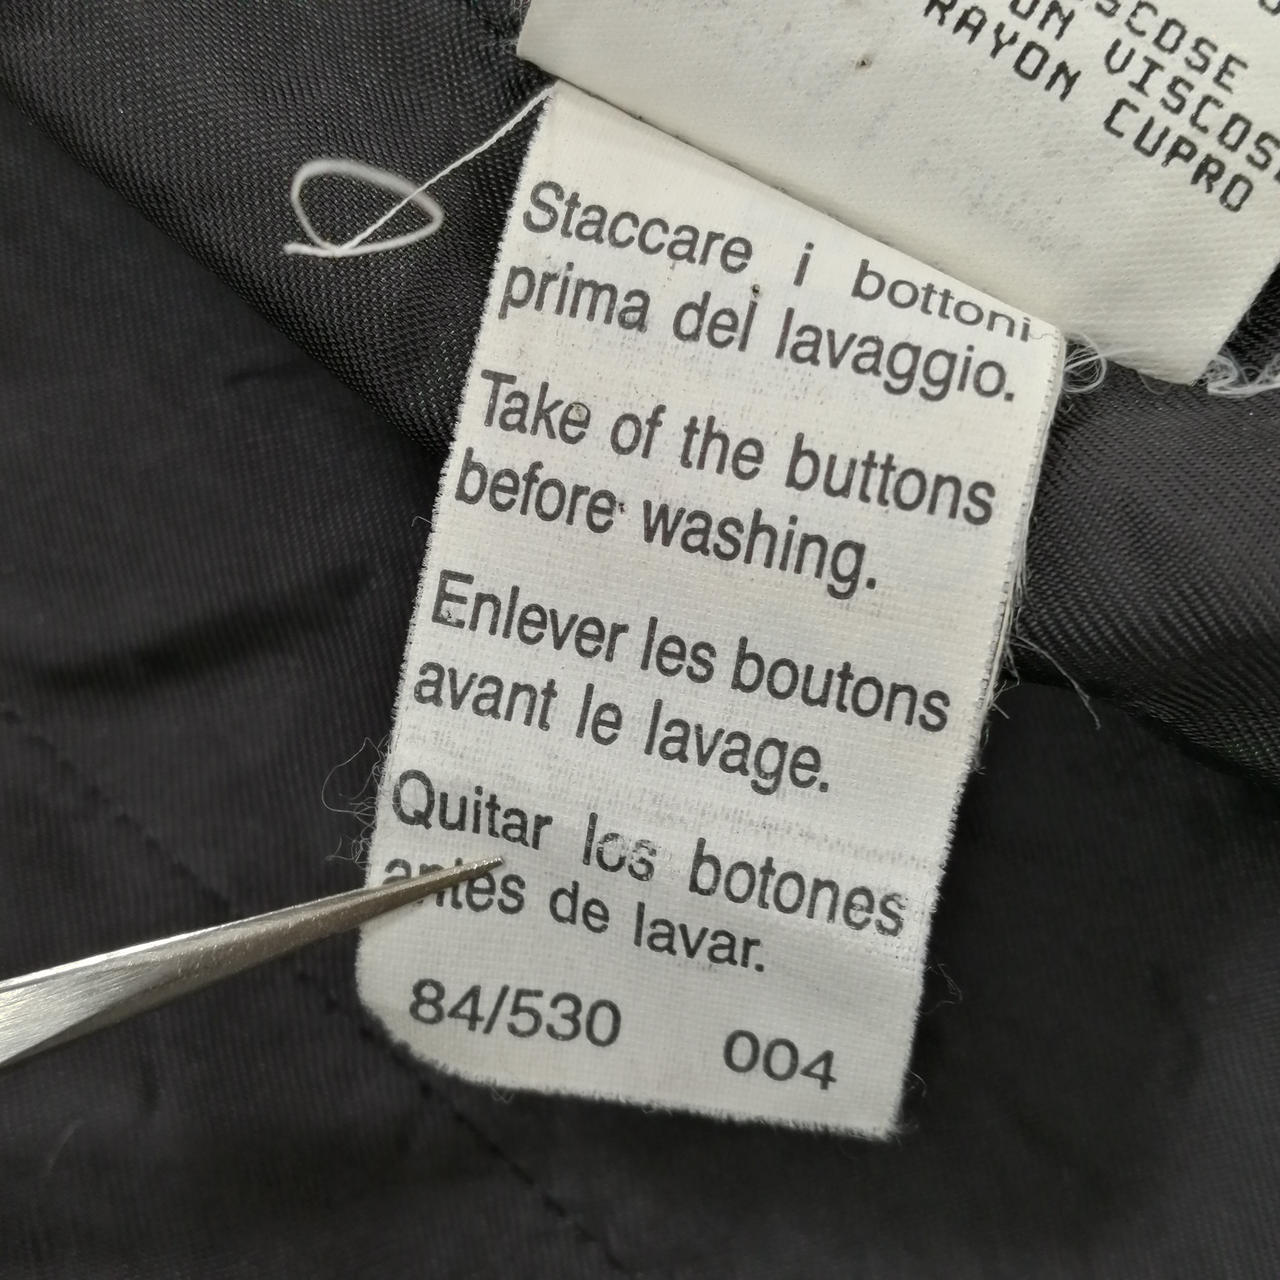 VISCOSE
RAYON CUPRO
Staccare i bottoni
prima del lavaggio.
Take of the buttons
before washing.
Enlever les boutons
avant le lavage.
Quitar los botones
antes de lavar.
84/530 004